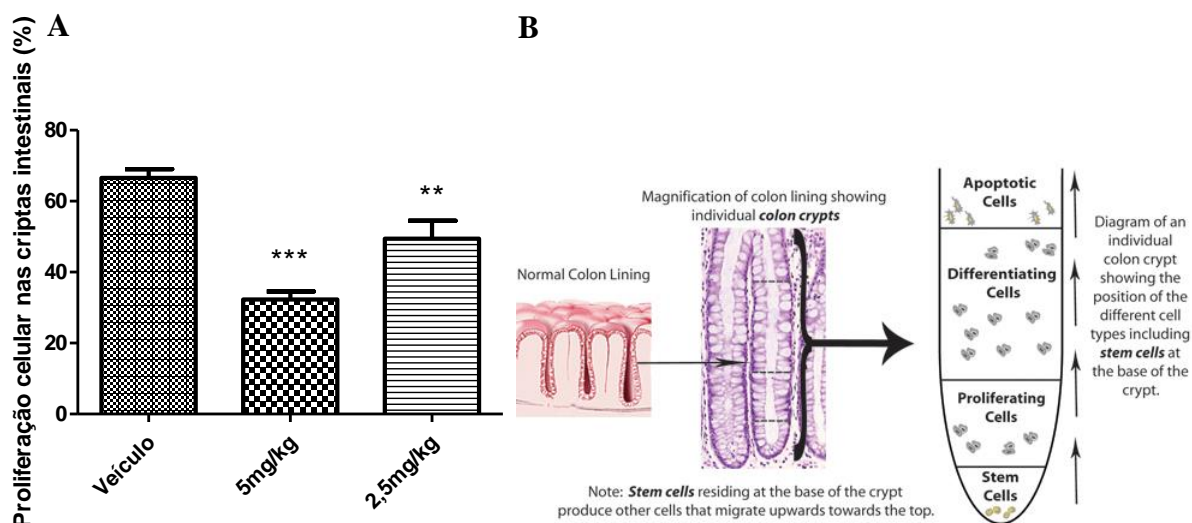 A
Proliferação celular nas criptas intestinais (%)
80
60
40
20
0
***
**
Veículo
5mg/kg
2,5mg/kg
B
Normal Colon Lining
Magnification of colon lining showing
individual colon crypts
Note: Stem cells residing at the base of the crypt
produce other cells that migrate upwards towards the top.
Apoptotic
Cells
Differentiating
Cells
Proliferating
Cells
Stem
Cells
Diagram of an
individual
colon crypt
showing the
position of the
different cell
types including
stem cells at
the base of the
crypt.